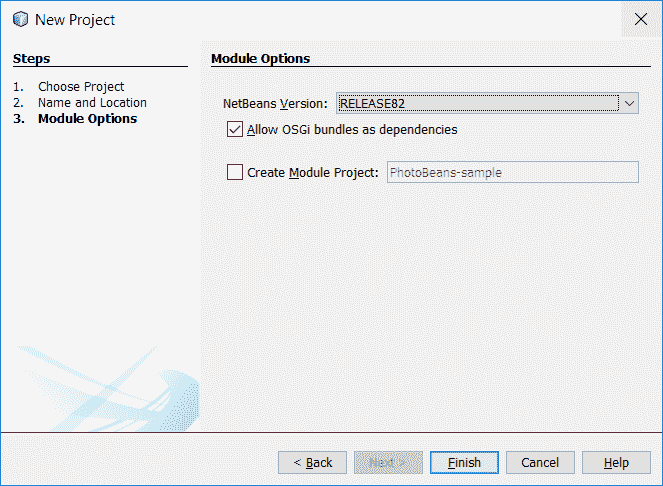 New Project
Steps
1. Choose Project
2. Name and Location
3. Module Options
Module Options
NetBeans Version: RELEASE82
Allow OSGi bundles as dependencies
Create Module Project: PhotoBeans-sample
< Back Next > Finish Cancel Help